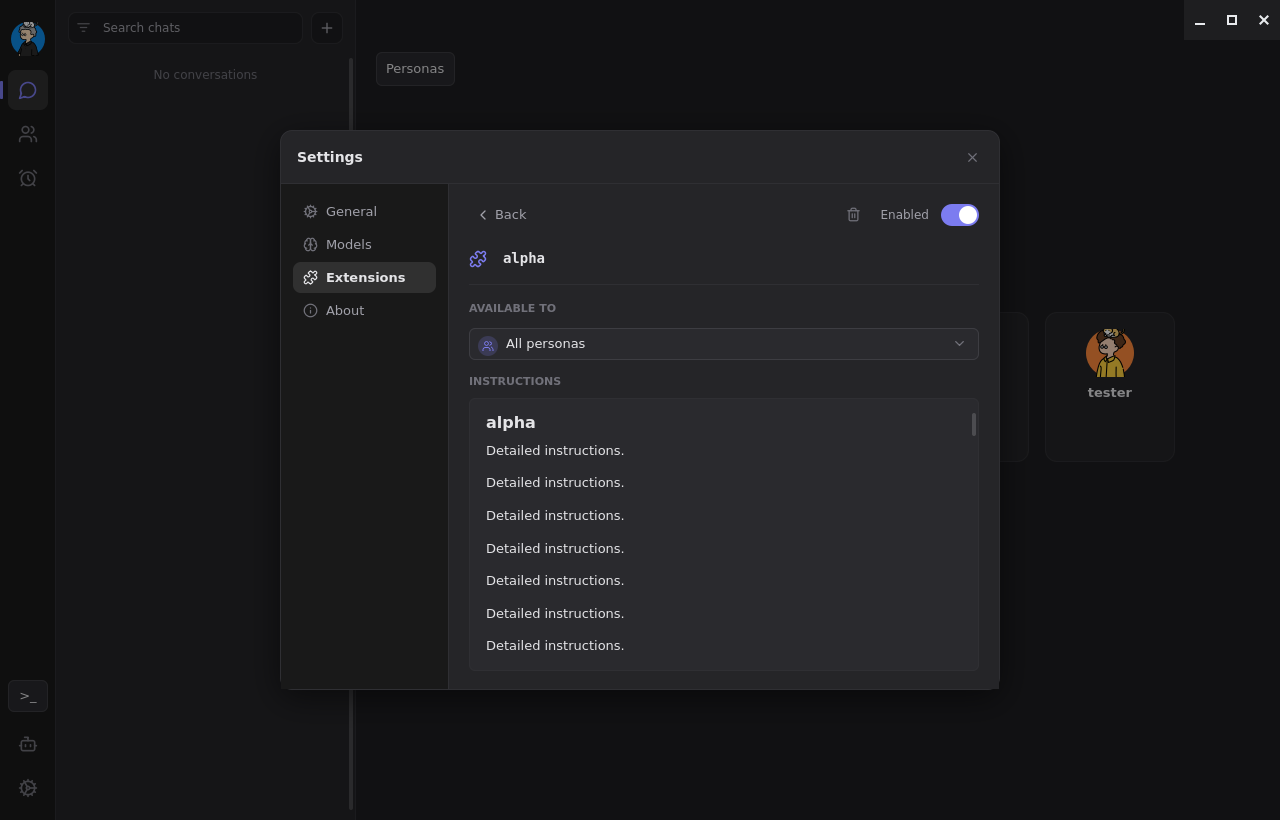 Search chats
No conversations
Personas
Settings
General
Models
Extensions
About
Back
Enabled
alpha
AVAILABLE TO
All personas
INSTRUCTIONS
alpha
Detailed instructions.
Detailed instructions.
Detailed instructions.
Detailed instructions.
Detailed instructions.
Detailed instructions.
Detailed instructions.
tester
>_